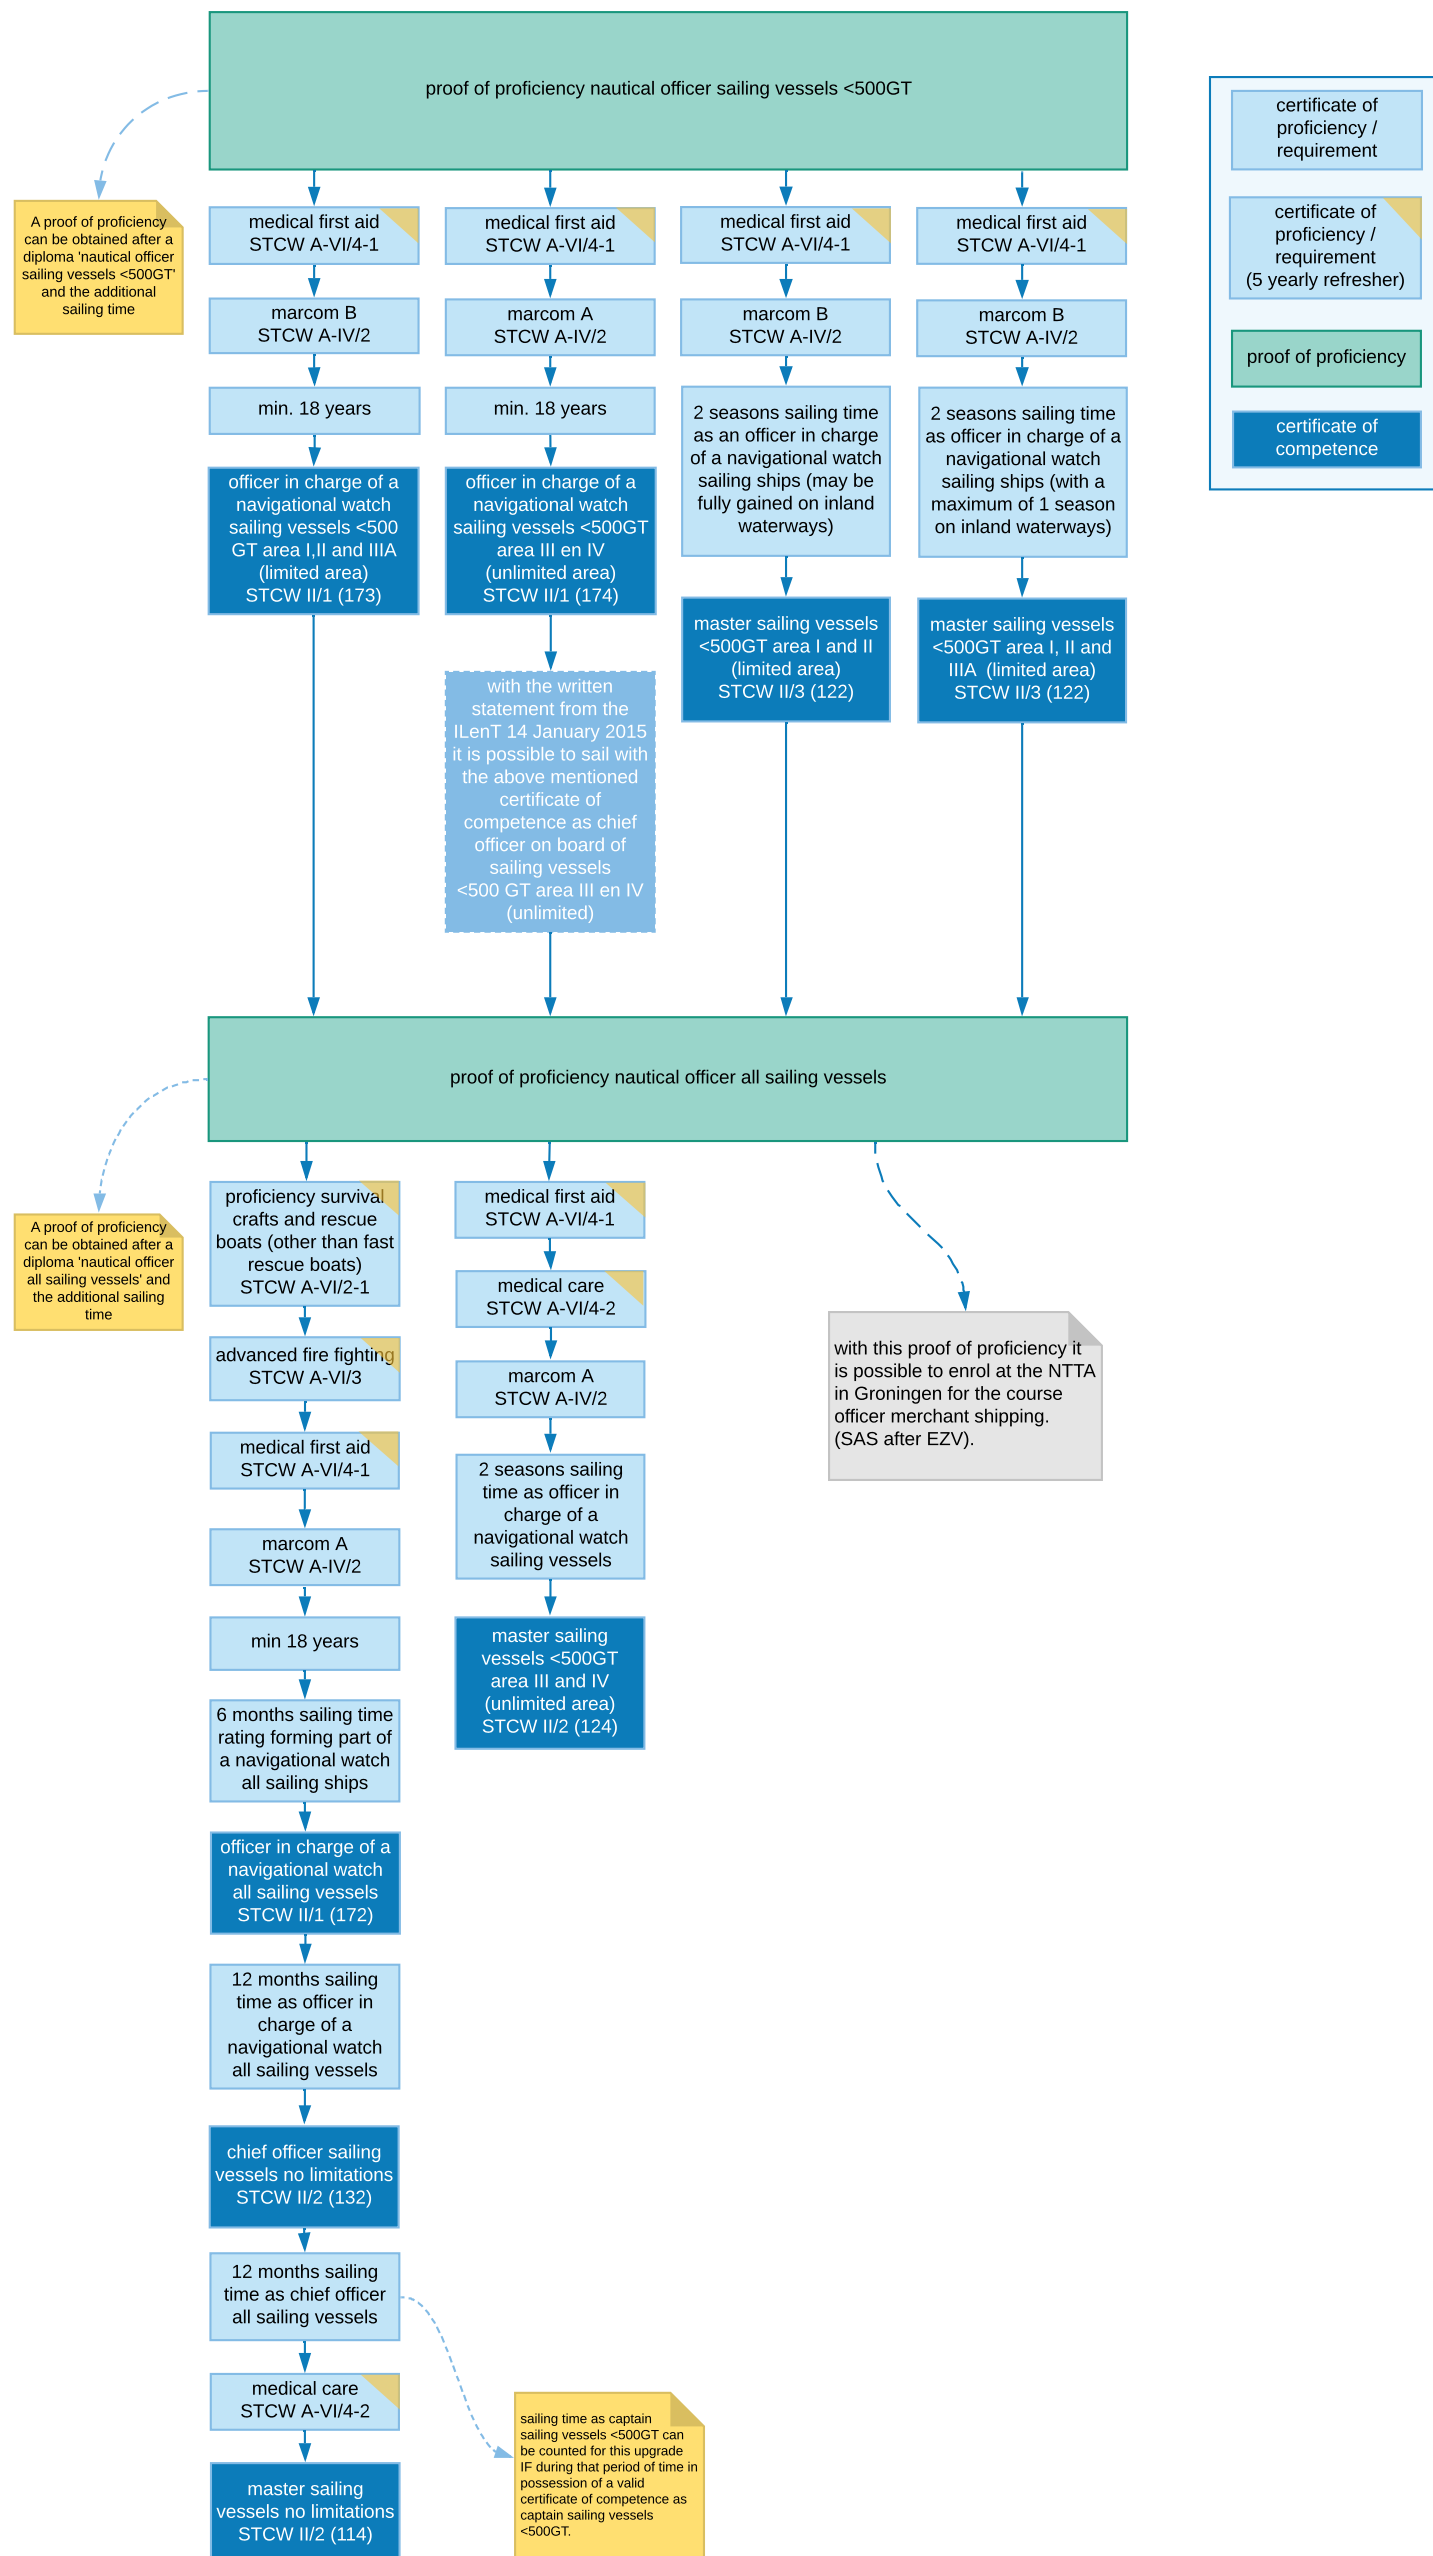 proof of proficiency nautical officer sailing vessels <500GT
certificate of
proficiency /
requirement
certificate of
proficiency /
requirement
(5 yearly refresher)
proof of proficiency
certificate of
competence
A proof of proficiency
can be obtained after a
diploma 'nautical officer
sailing vessels <500GT'
and the additional
sailing time
medical first aid
STCW A-VI/4-1
marcom B
STCW A-IV/2
min. 18 years
officer in charge of a
navigational watch
sailing vessels <500
GT area I,II and IIIA
(limited area)
STCW II/1 (173)
medical first aid
STCW A-VI/4-1
marcom A
STCW A-IV/2
min. 18 years
officer in charge of a
navigational watch
sailing vessels <500GT
area III en IV
(unlimited area)
STCW II/1 (174)
with the written
statement from the
ILenT 14 January 2015
it is possible to sail with
the above mentioned
certificate of
competence as chief
officer on board of
sailing vessels
<500 GT area III en IV
(unlimited)
medical first aid
STCW A-VI/4-1
marcom B
STCW A-IV/2
2 seasons sailing time
as an officer in charge
of a navigational watch
sailing ships (may be
fully gained on inland
waterways)
master sailing vessels
<500GT area I and II
(limited area)
STCW II/3 (122)
medical first aid
STCW A-VI/4-1
marcom B
STCW A-IV/2
2 seasons sailing time
as officer in charge of a
navigational watch
sailing ships (with a
maximum of 1 season
on inland waterways)
master sailing vessels
<500GT area I, II and
IIIA (limited area)
STCW II/3 (122)
proof of proficiency nautical officer all sailing vessels
A proof of proficiency
can be obtained after a
diploma 'nautical officer
all sailing vessels' and
the additional sailing
time
proficiency survival
crafts and rescue
boats (other than fast
rescue boats)
STCW A-VI/2-1
advanced fire fighting
STCW A-VI/3
medical first aid
STCW A-VI/4-1
marcom A
STCW A-IV/2
min 18 years
6 months sailing time
rating forming part of
a navigational watch
all sailing ships
officer in charge of a
navigational watch
all sailing vessels
STCW II/1 (172)
12 months sailing
time as officer in
charge of a
navigational watch
all sailing vessels
chief officer sailing
vessels no limitations
STCW II/2 (132)
12 months sailing
time as chief officer
all sailing vessels
medical care
STCW A-VI/4-2
master sailing
vessels no limitations
STCW II/2 (114)
medical first aid
STCW A-VI/4-1
medical care
STCW A-VI/4-2
marcom A
STCW A-IV/2
2 seasons sailing
time as officer in
charge of a
navigational watch
sailing vessels
master sailing
vessels <500GT
area III and IV
(unlimited area)
STCW II/2 (124)
with this proof of proficiency it
is possible to enrol at the NTTA
in Groningen for the course
officer merchant shipping.
(SAS after EZV).
sailing time as captain
sailing vessels <500GT can
be counted for this upgrade
IF during that period of time in
possession of a valid
certificate of competence as
captain sailing vessels
<500GT.